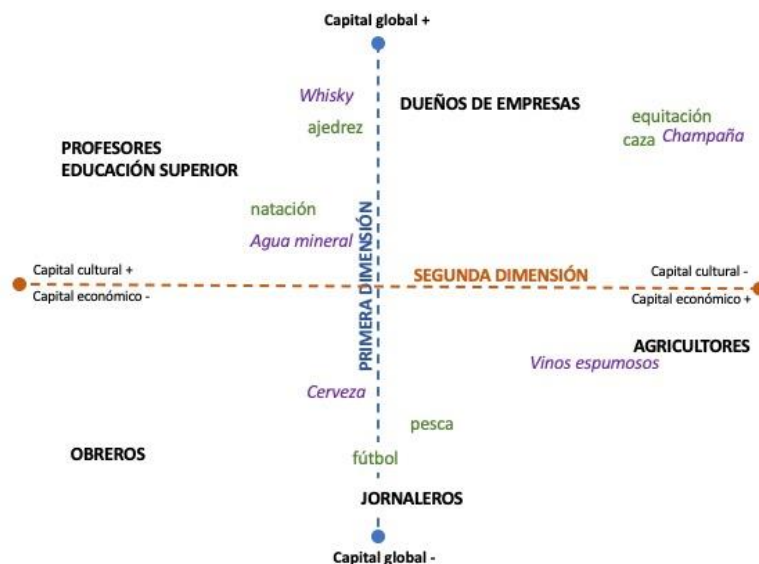 Capital global +
Whisky
DUEÑOS DE EMPRESAS
ajedrez
equitación
caza Champaña
PROFESORES
EDUCACIÓN SUPERIOR
natación
Agua mineral
PRIMERA DIMENSIÓN
SEGUNDA DIMENSIÓN
Capital cultural +
Capital económico -
Capital cultural -
Capital económico +
AGRICULTORES
Vinos espumosos
Cerveza
pesca
OBREROS
fútbol
JORNALEROS
Capital global -